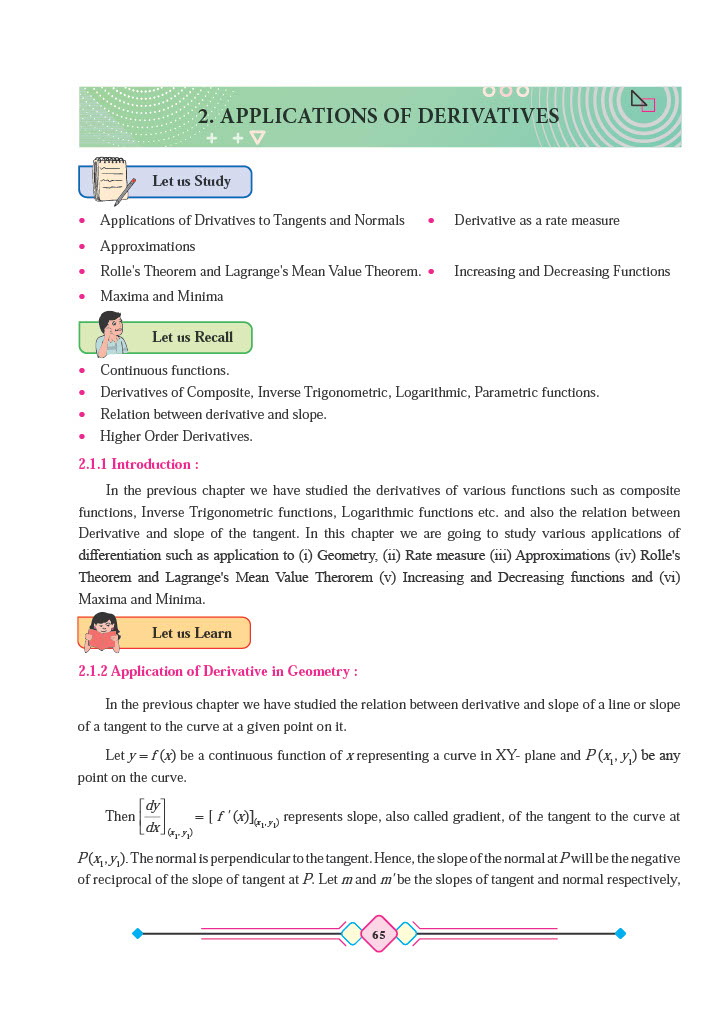 2. APPLICATIONS OF DERIVATIVES
Let us Study
• Applications of Drivatives to Tangents and Normals • Derivative as a rate measure
• Approximations
• Rolle's Theorem and Lagrange's Mean Value Theorem. • Increasing and Decreasing Functions
• Maxima and Minima
Let us Recall
• Continuous functions.
• Derivatives of Composite, Inverse Trigonometric, Logarithmic, Parametric functions.
• Relation between derivative and slope.
• Higher Order Derivatives.
2.1.1 Introduction :
In the previous chapter we have studied the derivatives of various functions such as composite
functions, Inverse Trigonometric functions, Logarithmic functions etc. and also the relation between
Derivative and slope of the tangent. In this chapter we are going to study various applications of
differentiation such as application to (i) Geometry, (ii) Rate measure (iii) Approximations (iv) Rolle's
Theorem and Lagrange's Mean Value Therorem (v) Increasing and Decreasing functions and (vi)
Maxima and Minima.
Let us Learn
2.1.2 Application of Derivative in Geometry :
In the previous chapter we have studied the relation between derivative and slope of a line or slope
of a tangent to the curve at a given point on it.
Let y = f (x) be a continuous function of x representing a curve in XY- plane and P (x₁, y₁) be any
point on the curve.
Then [dy/dx](x₁, y₁) = [ f ′(x)](x₁, y₁) represents slope, also called gradient, of the tangent to the curve at
P(x₁, y₁). The normal is perpendicular to the tangent. Hence, the slope of the normal at P will be the negative
of reciprocal of the slope of tangent at P. Let m and m′ be the slopes of tangent and normal respectively,
65